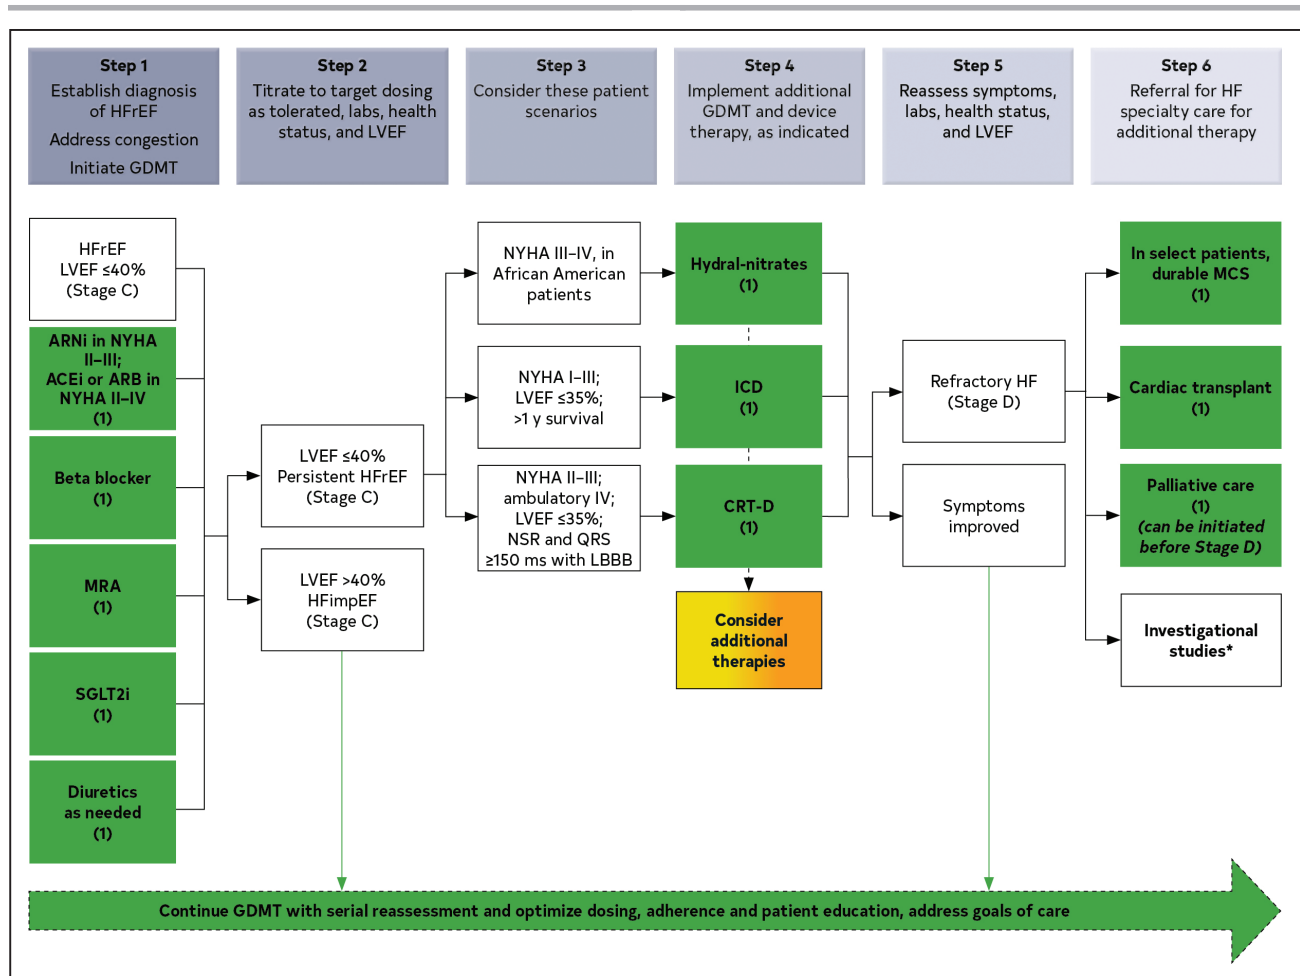 Step 1
Establish diagnosis
of HFrEF
Address congestion
Initiate GDMT
Step 2
Titrate to target dosing
as tolerated, labs, health
status, and LVEF
Step 3
Consider these patient
scenarios
Step 4
Implement additional
GDMT and device
therapy, as indicated
Step 5
Reassess symptoms,
labs, health status,
and LVEF
Step 6
Referral for HF
specialty care for
additional therapy
HFrEF
LVEF ≤40%
(Stage C)
ARNi in NYHA
II–III;
ACEi or ARB in
NYHA II–IV
(1)
Beta blocker
(1)
MRA
(1)
SGLT2i
(1)
Diuretics
as needed
(1)
LVEF ≤40%
Persistent HFrEF
(Stage C)
LVEF >40%
HFimpEF
(Stage C)
NYHA III–IV, in
African American
patients
NYHA I–III;
LVEF ≤35%;
>1 y survival
NYHA II–III;
ambulatory IV;
LVEF ≤35%;
NSR and QRS
≥150 ms with LBBB
Hydral-nitrates
(1)
ICD
(1)
CRT-D
(1)
Consider
additional
therapies
Refractory HF
(Stage D)
Symptoms
improved
In select patients,
durable MCS
(1)
Cardiac transplant
(1)
Palliative care
(1)
(can be initiated
before Stage D)
Investigational
studies*
Continue GDMT with serial reassessment and optimize dosing, adherence and patient education, address goals of care